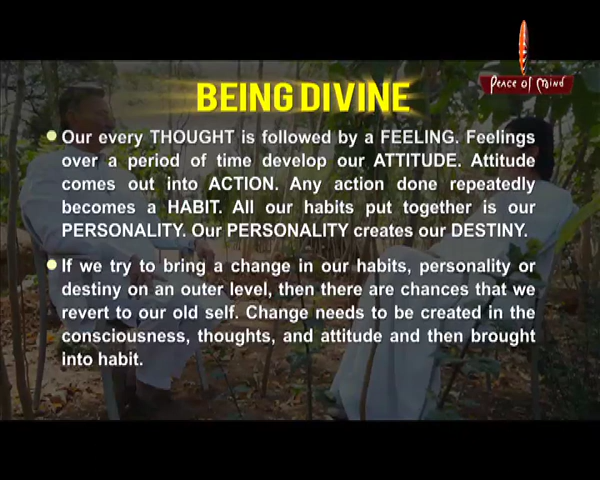 Peace of Mind
BEING DIVINE
Our every THOUGHT is followed by a FEELING. Feelings
over a period of time develop our ATTITUDE. Attitude
comes out into ACTION. Any action done repeatedly
becomes a HABIT. All our habits put together is our
PERSONALITY. Our PERSONALITY creates our DESTINY.
If we try to bring a change in our habits, personality or
destiny on an outer level, then there are chances that we
revert to our old self. Change needs to be created in the
consciousness, thoughts, and attitude and then brought
into habit.